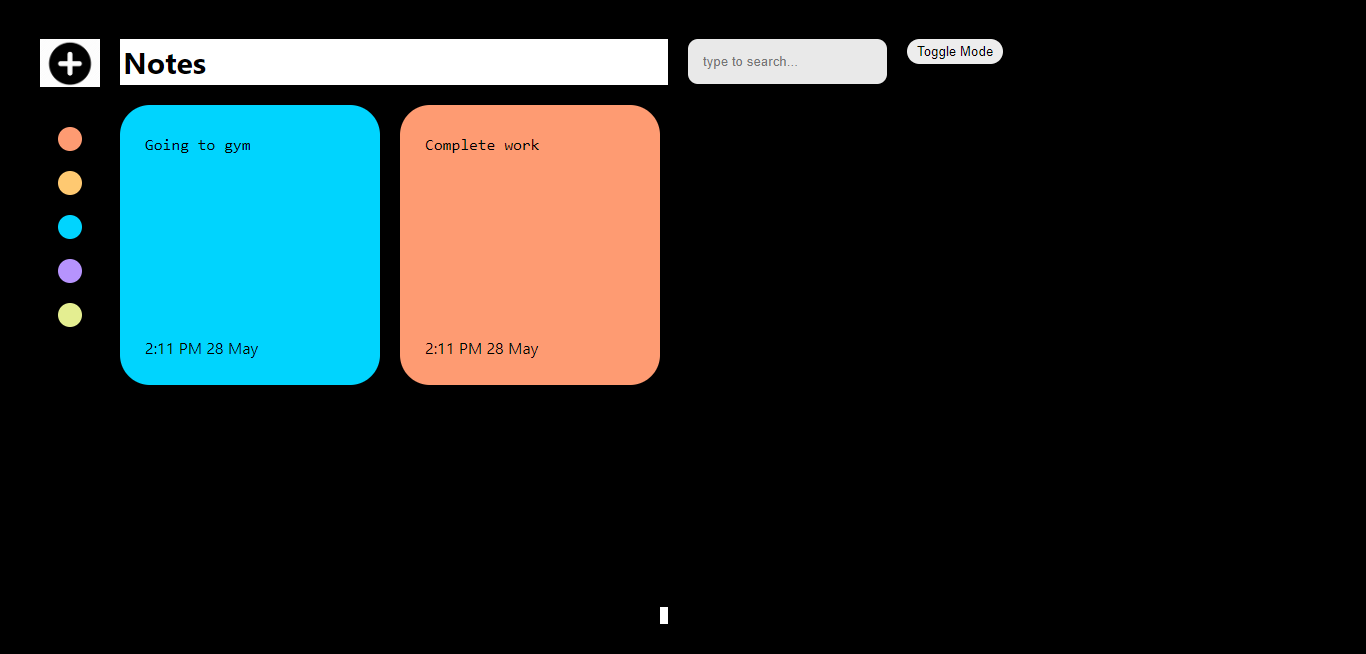 Notes
type to search...
Toggle Mode
Going to gym
Complete work
2:11 PM 28 May
2:11 PM 28 May